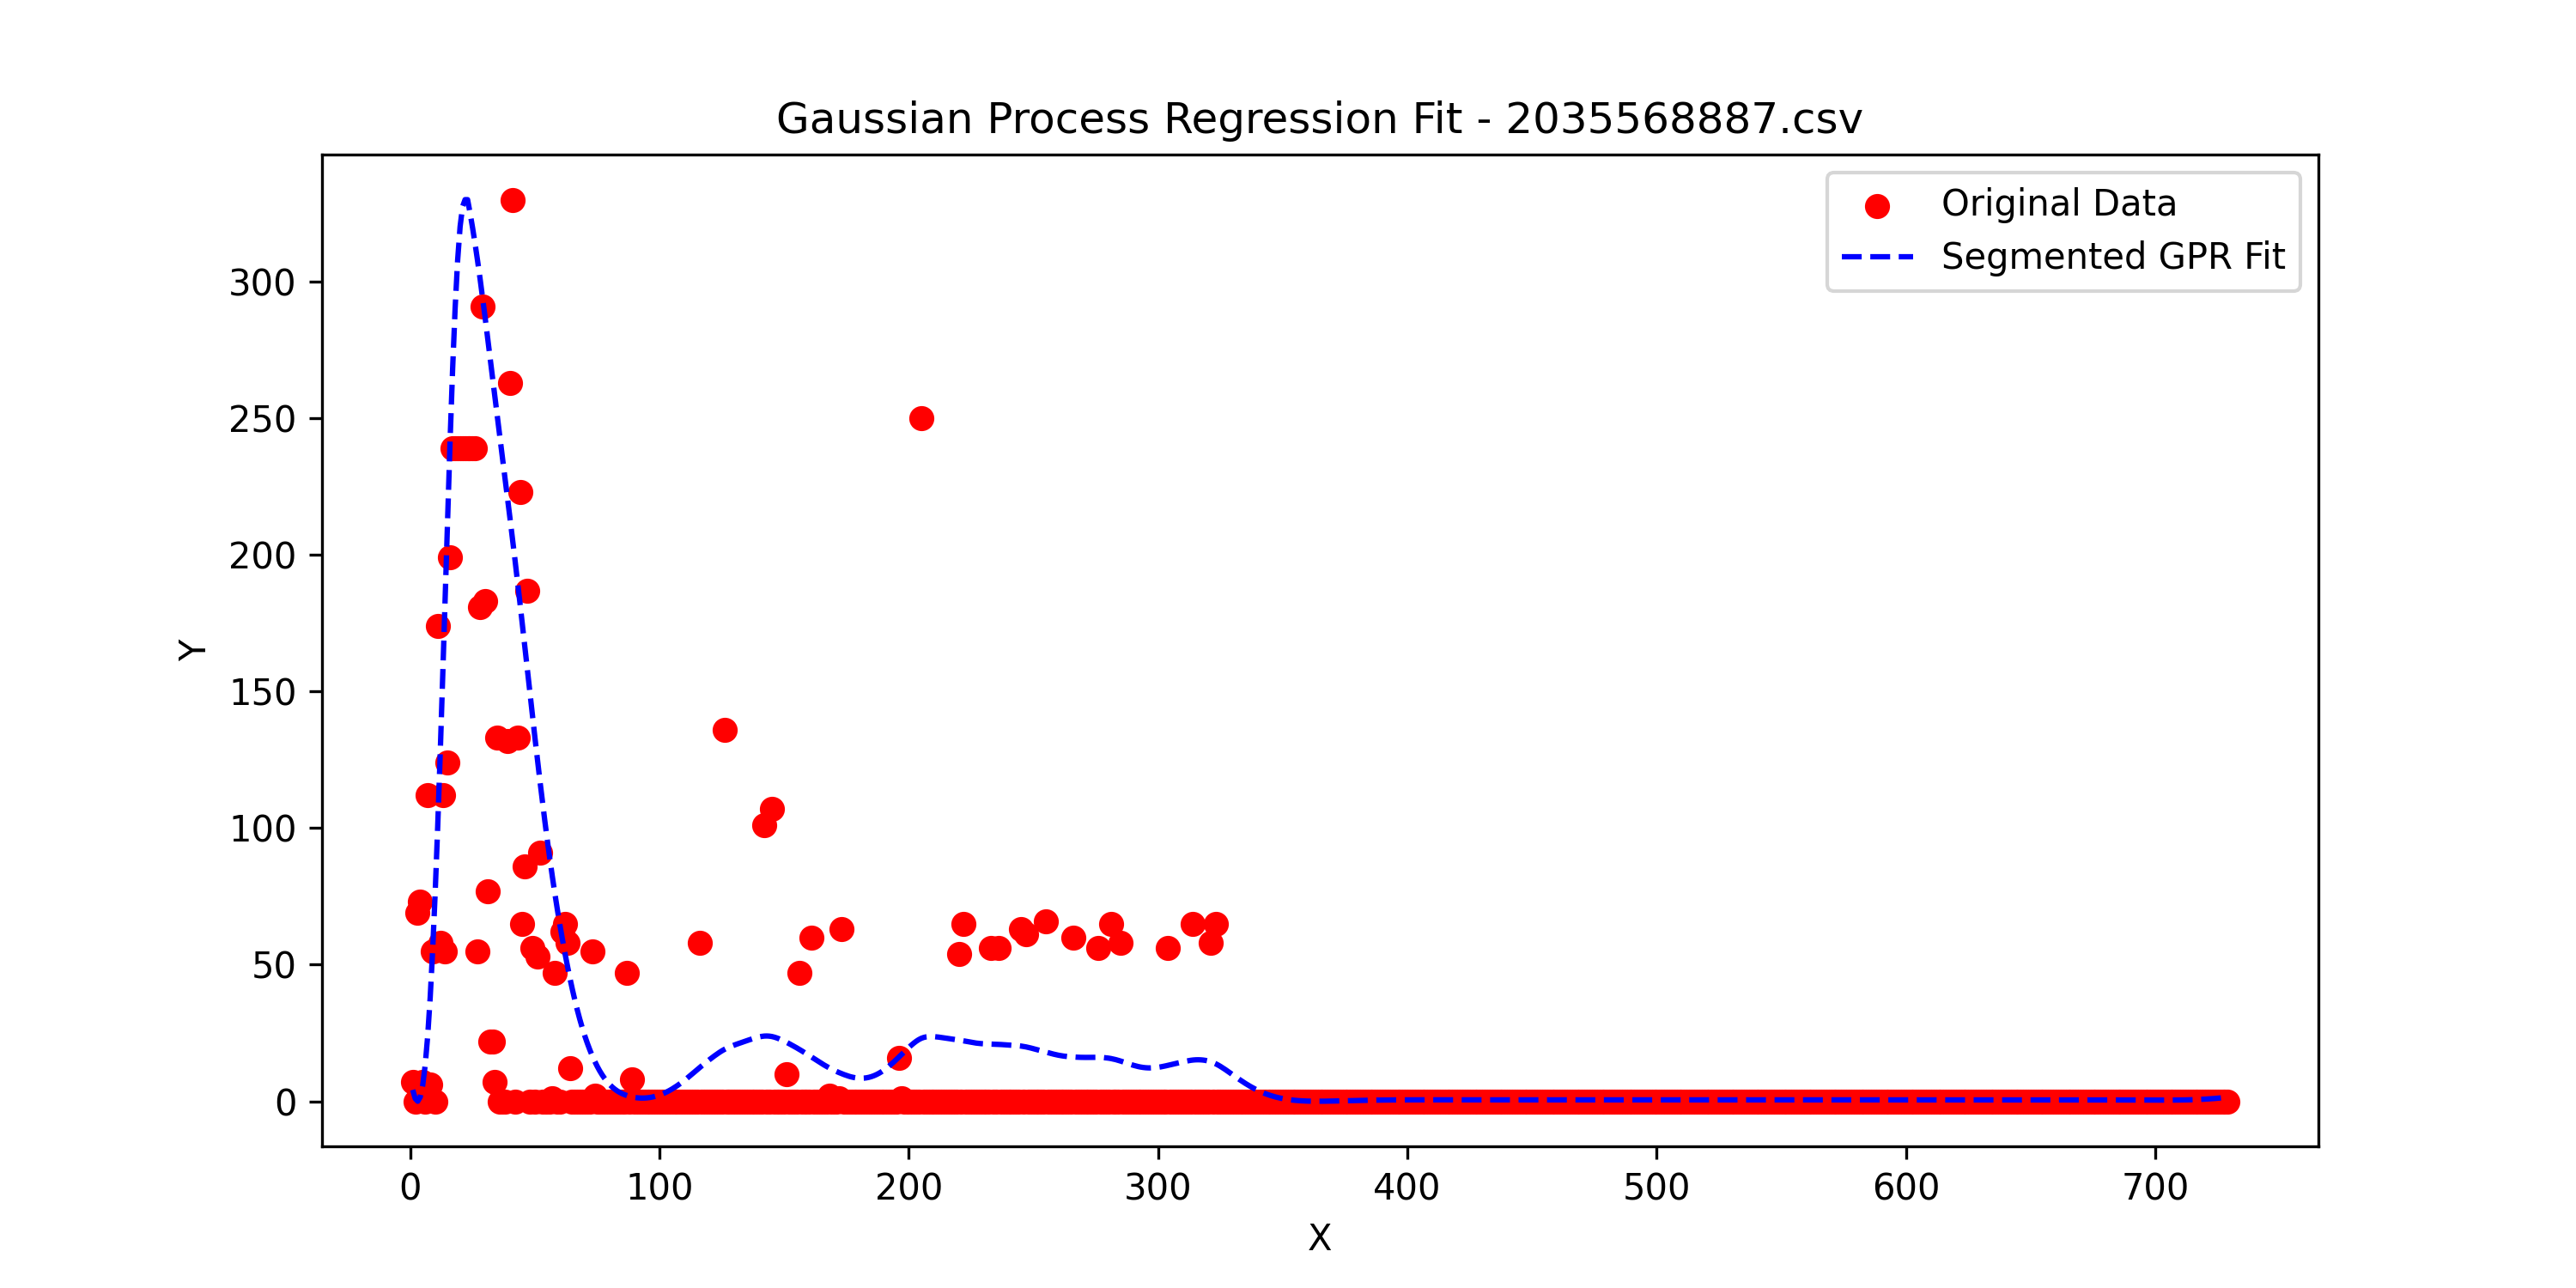 Gaussian Process Regression Fit - 2035568887.csv
Original Data
Segmented GPR Fit
300
250
200
150
100
50
0
Y
0 100 200 300 400 500 600 700
X